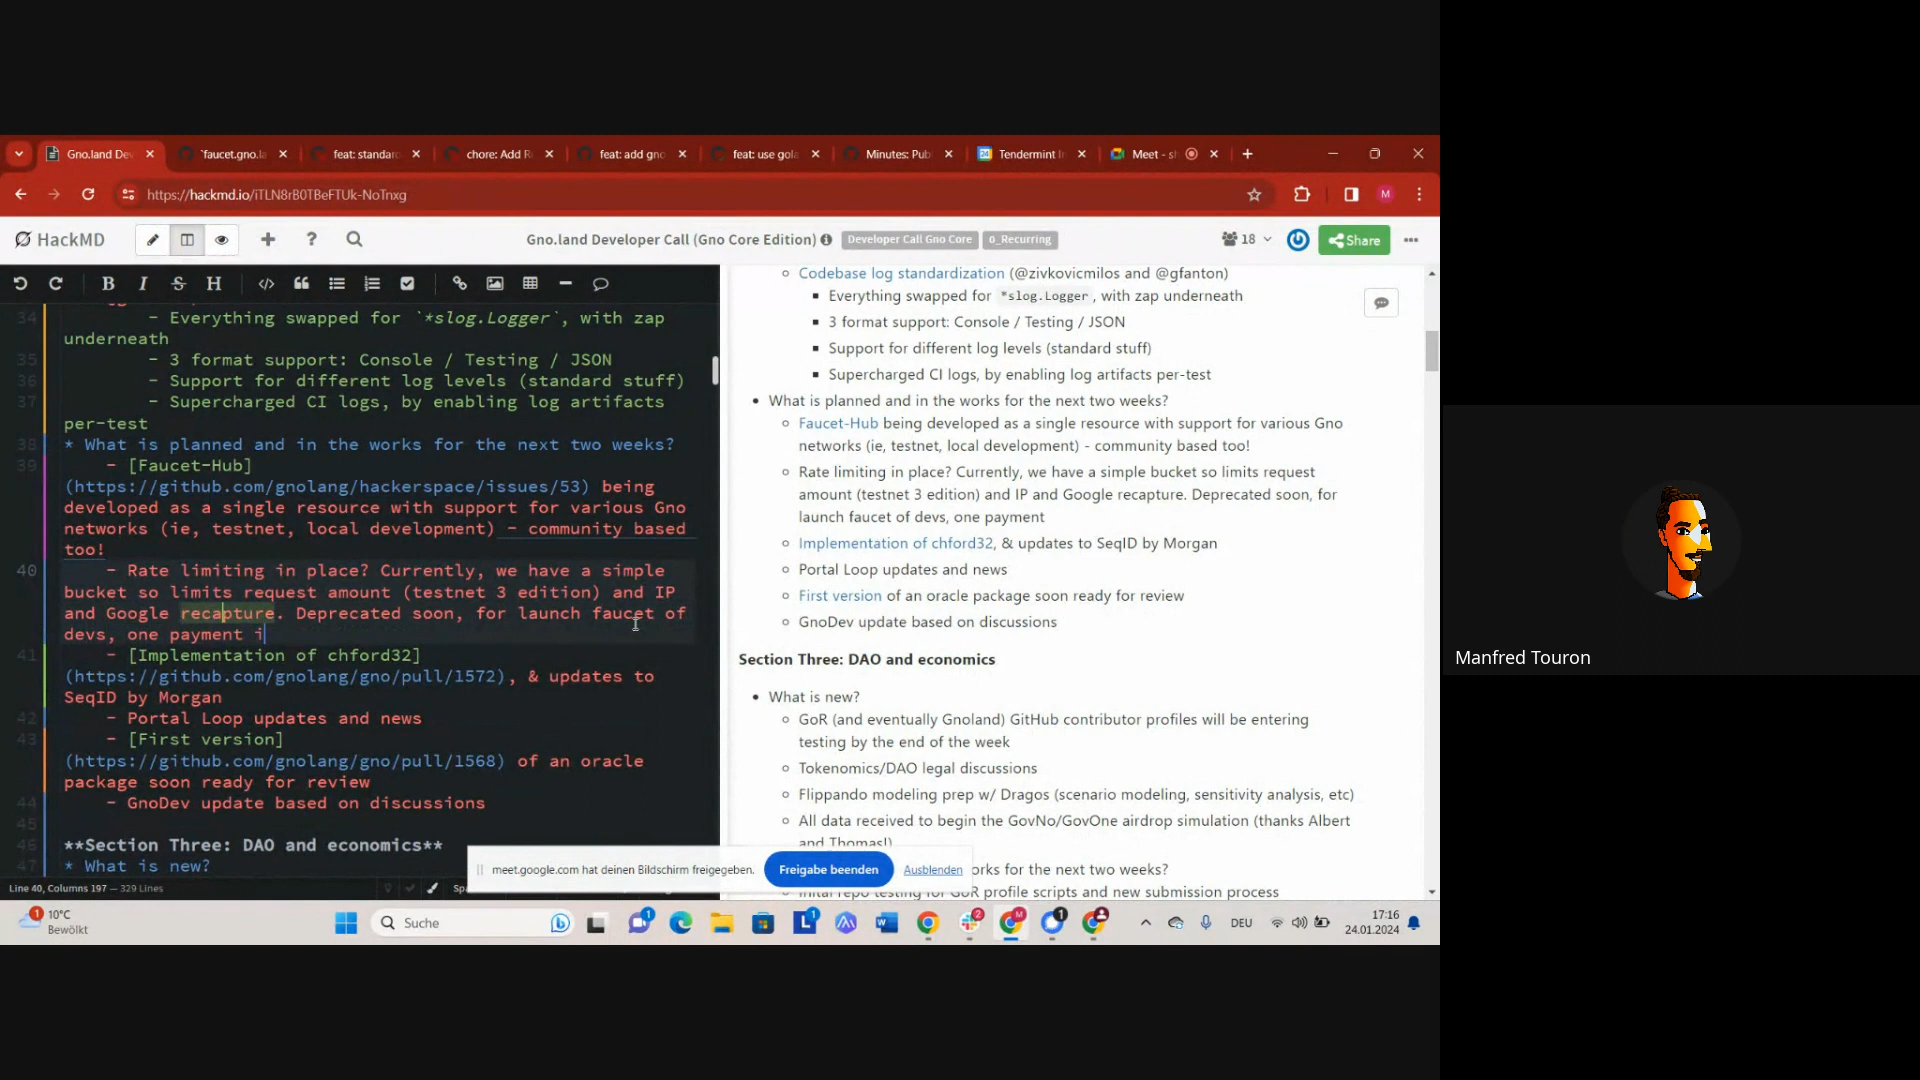 Gno.land De
`faucet.gno.la
feat: standar
chore: Add R
feat: add gno
feat: use gola
Minutes: Pub
Tendermint I
Meet - s
https://hackmd.io/iTLN8rB0TBeFTUk-NoTnxg
M
HackMD
Gno.land Developer Call (Gno Core Edition)
Developer Call Gno Core
0_Recurring
18
Share
34
- Everything swapped for `*slog.Logger`, with zap
underneath
35
- 3 format support: Console / Testing / JSON
36
- Support for different log levels (standard stuff)
37
- Supercharged CI logs, by enabling log artifacts
per-test
38
* What is planned and in the works for the next two weeks?
39
- [Faucet-Hub]
(https://github.com/gnolang/hackerspace/issues/53) being
developed as a single resource with support for various Gno
networks (ie, testnet, local development) - community based
too!
40
- Rate limiting in place? Currently, we have a simple
bucket so limits request amount (testnet 3 edition) and IP
and Google recapture. Deprecated soon, for launch faucet of
devs, one payment i
41
- [Implementation of chford32]
(https://github.com/gnolang/gno/pull/1572), & updates to
SeqID by Morgan
42
- Portal Loop updates and news
43
- [First version]
(https://github.com/gnolang/gno/pull/1568) of an oracle
package soon ready for review
44
- GnoDev update based on discussions
45
46
**Section Three: DAO and economics**
47
* What is new?
Line 40, Columns 197 — 329 Lines
Spa
Codebase log standardization (@zivkovicmilos and @gfanton)
Everything swapped for *slog.Logger, with zap underneath
3 format support: Console / Testing / JSON
Support for different log levels (standard stuff)
Supercharged CI logs, by enabling log artifacts per-test
What is planned and in the works for the next two weeks?
Faucet-Hub being developed as a single resource with support for various Gno
networks (ie, testnet, local development) - community based too!
Rate limiting in place? Currently, we have a simple bucket so limits request
amount (testnet 3 edition) and IP and Google recapture. Deprecated soon, for
launch faucet of devs, one payment
Implementation of chford32, & updates to SeqID by Morgan
Portal Loop updates and news
First version of an oracle package soon ready for review
GnoDev update based on discussions
Section Three: DAO and economics
What is new?
GoR (and eventually Gnoland) GitHub contributor profiles will be entering
testing by the end of the week
Tokenomics/DAO legal discussions
Flippando modeling prep w/ Dragos (scenario modeling, sensitivity analysis, etc)
All data received to begin the GovNo/GovOne airdrop simulation (thanks Albert
and Thomas!)
orks for the next two weeks?
Initial repo testing for GoR profile scripts and new submission process
meet.google.com hat deinen Bildschirm freigegeben.
Freigabe beenden
Ausblenden
10°C
Bewölkt
Suche
DEU
17:16
24.01.2024
Manfred Touron